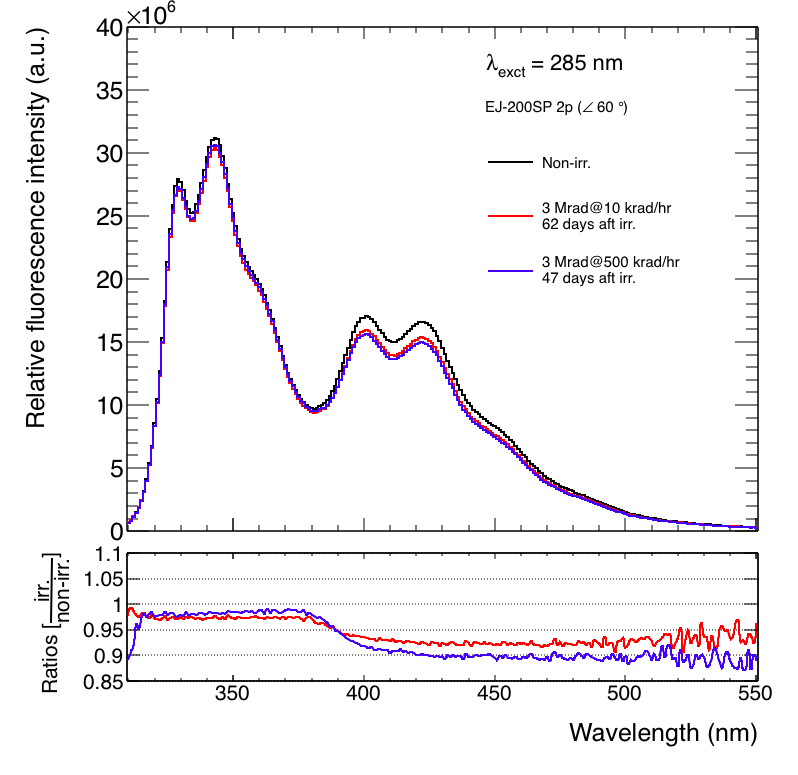 ×10⁶
40
35
30
25
20
15
10
5
0
Relative fluorescence intensity (a.u.)
λexct = 285 nm
EJ-200SP 2p (∠ 60 °)
Non-irr.
3 Mrad@10 krad/hr
62 days aft irr.
3 Mrad@500 krad/hr
47 days aft irr.
1.1
1.05
1
0.95
0.9
0.85
Ratios [irr./non-irr.]
350 400 450 500 550
Wavelength (nm)